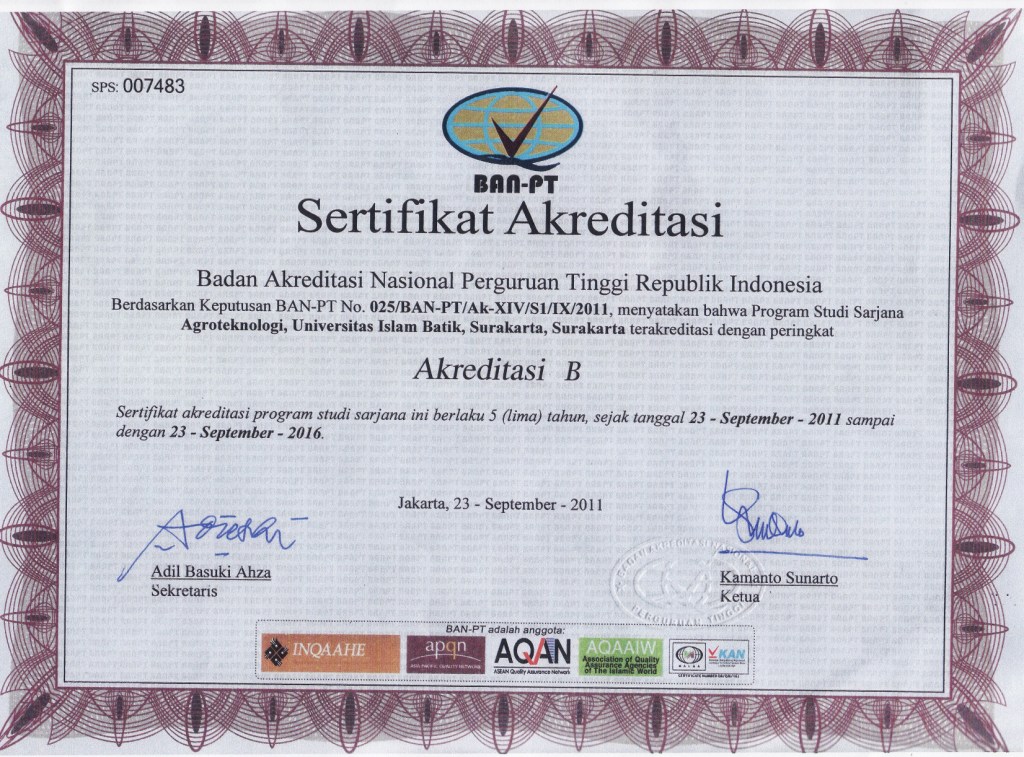 SPS: 007483
BAN-PT
Sertifikat Akreditasi
Badan Akreditasi Nasional Perguruan Tinggi Republik Indonesia
Berdasarkan Keputusan BAN-PT No. 025/BAN-PT/Ak-XIV/S1/IX/2011, menyatakan bahwa Program Studi Sarjana
Agroteknologi, Universitas Islam Batik, Surakarta, Surakarta terakreditasi dengan peringkat
Akreditasi B
Sertifikat akreditasi program studi sarjana ini berlaku 5 (lima) tahun, sejak tanggal 23 - September - 2011 sampai
dengan 23 - September - 2016.
Jakarta, 23 - September - 2011
Adil Basuki Ahza
Sekretaris
Kamanto Sunarto
Ketua
BAN-PT adalah anggota:
INQAAHE
apqn
ASIA PACIFIC QUALITY NETWORK
AQAN
ASEAN Quality Assurance Network
AQAAIW
Association of Quality
Assurance Agencies
of The Islamic World
KAN